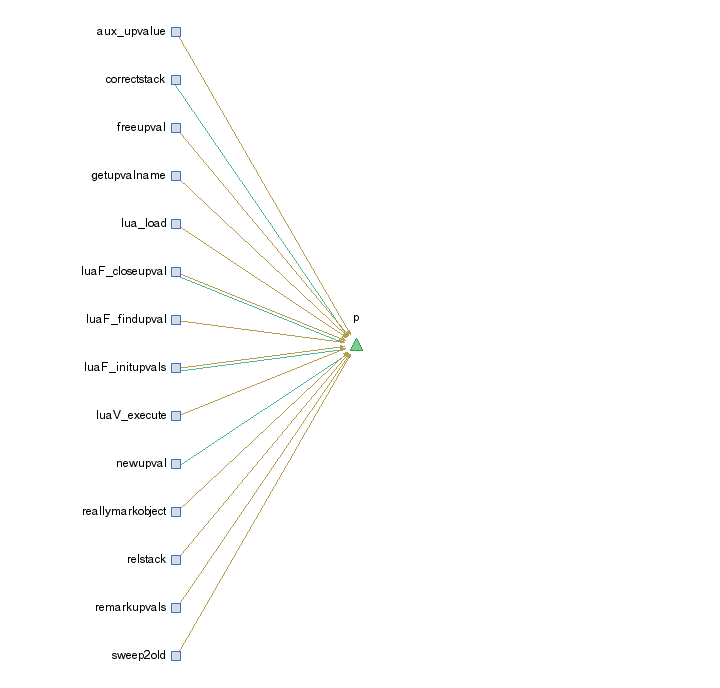 aux_upvalue
correctstack
freeupval
getupvalname
lua_load
luaF_closeupval
luaF_findupval
p
luaF_initupvals
luaV_execute
newupval
reallymarkobject
relstack
remarkupvals
sweep2old